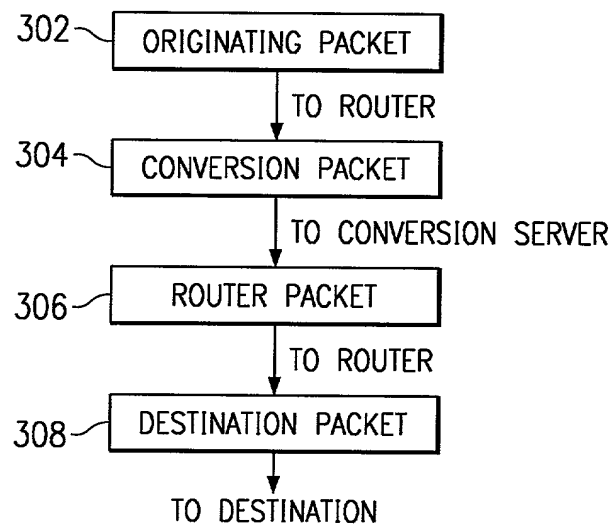 302 ORIGINATING PACKET
TO ROUTER
304 CONVERSION PACKET
TO CONVERSION SERVER
306 ROUTER PACKET
TO ROUTER
308 DESTINATION PACKET
TO DESTINATION